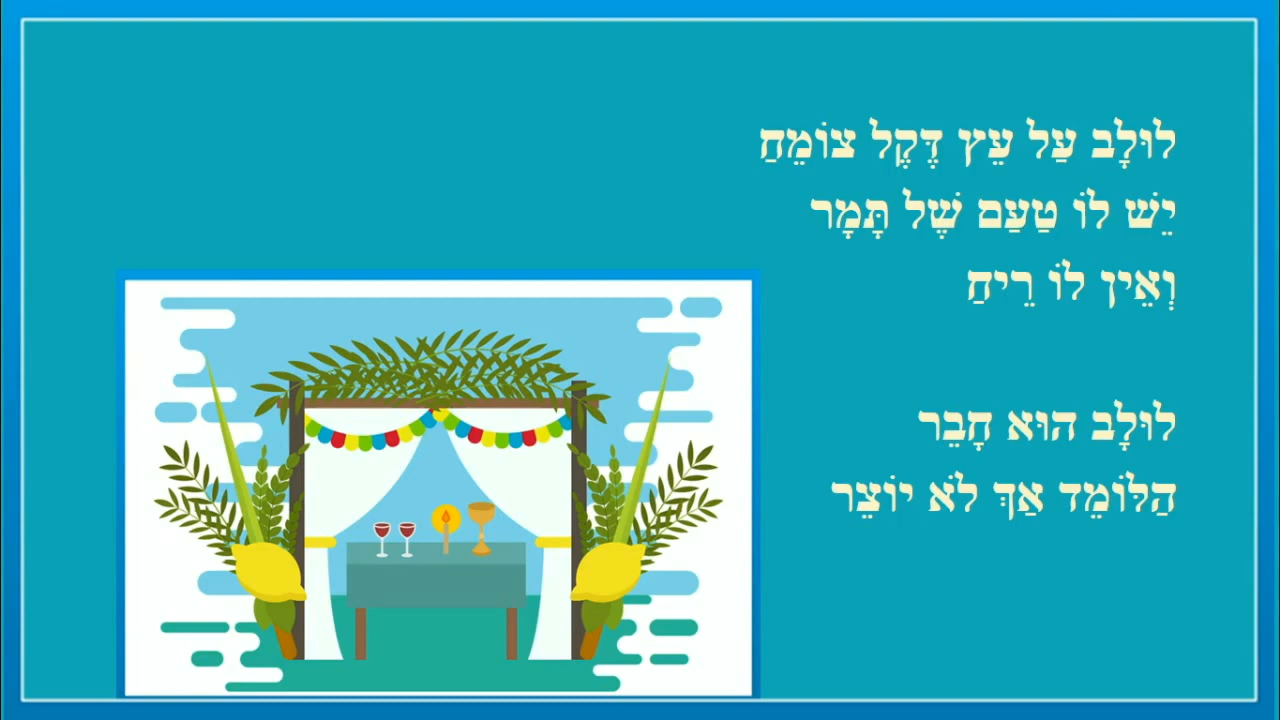 לוּלָב עַל עֵץ דֶּקֶל צוֹמֵחַ
יֵשׁ לוֹ טַעַם שֶׁל תָּמָר
וְאֵין לוֹ רֵיחַ
לוּלָב הוּא חָבֵר
הַלּוֹמֵד אַךְ לֹא יוֹצֵר